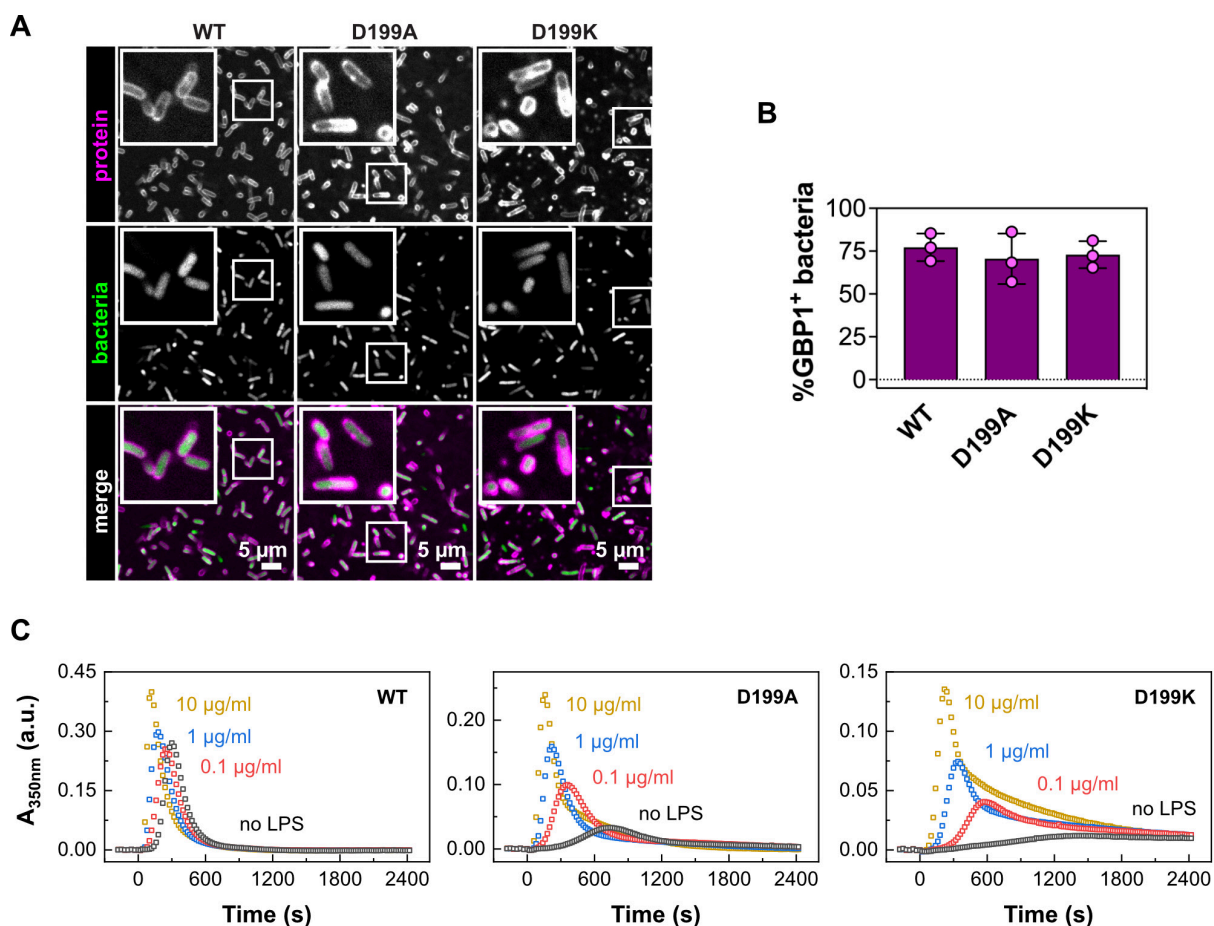 A
WT D199A D199K
protein
bacteria
merge
5 µm 5 µm 5 µm
B
%GBP1⁺ bacteria
100
75
50
25
0
WT D199A D199K
C
A350nm (a.u.)
0.45
0.30
0.15
0.00
WT
10 µg/ml
1 µg/ml
0.1 µg/ml
no LPS
0 600 1200 1800 2400
Time (s)
0.20
0.10
0.00
D199A
10 µg/ml
1 µg/ml
0.1 µg/ml
no LPS
0 600 1200 1800 2400
Time (s)
0.15
0.10
0.05
0.00
D199K
10 µg/ml
1 µg/ml
0.1 µg/ml
no LPS
0 600 1200 1800 2400
Time (s)